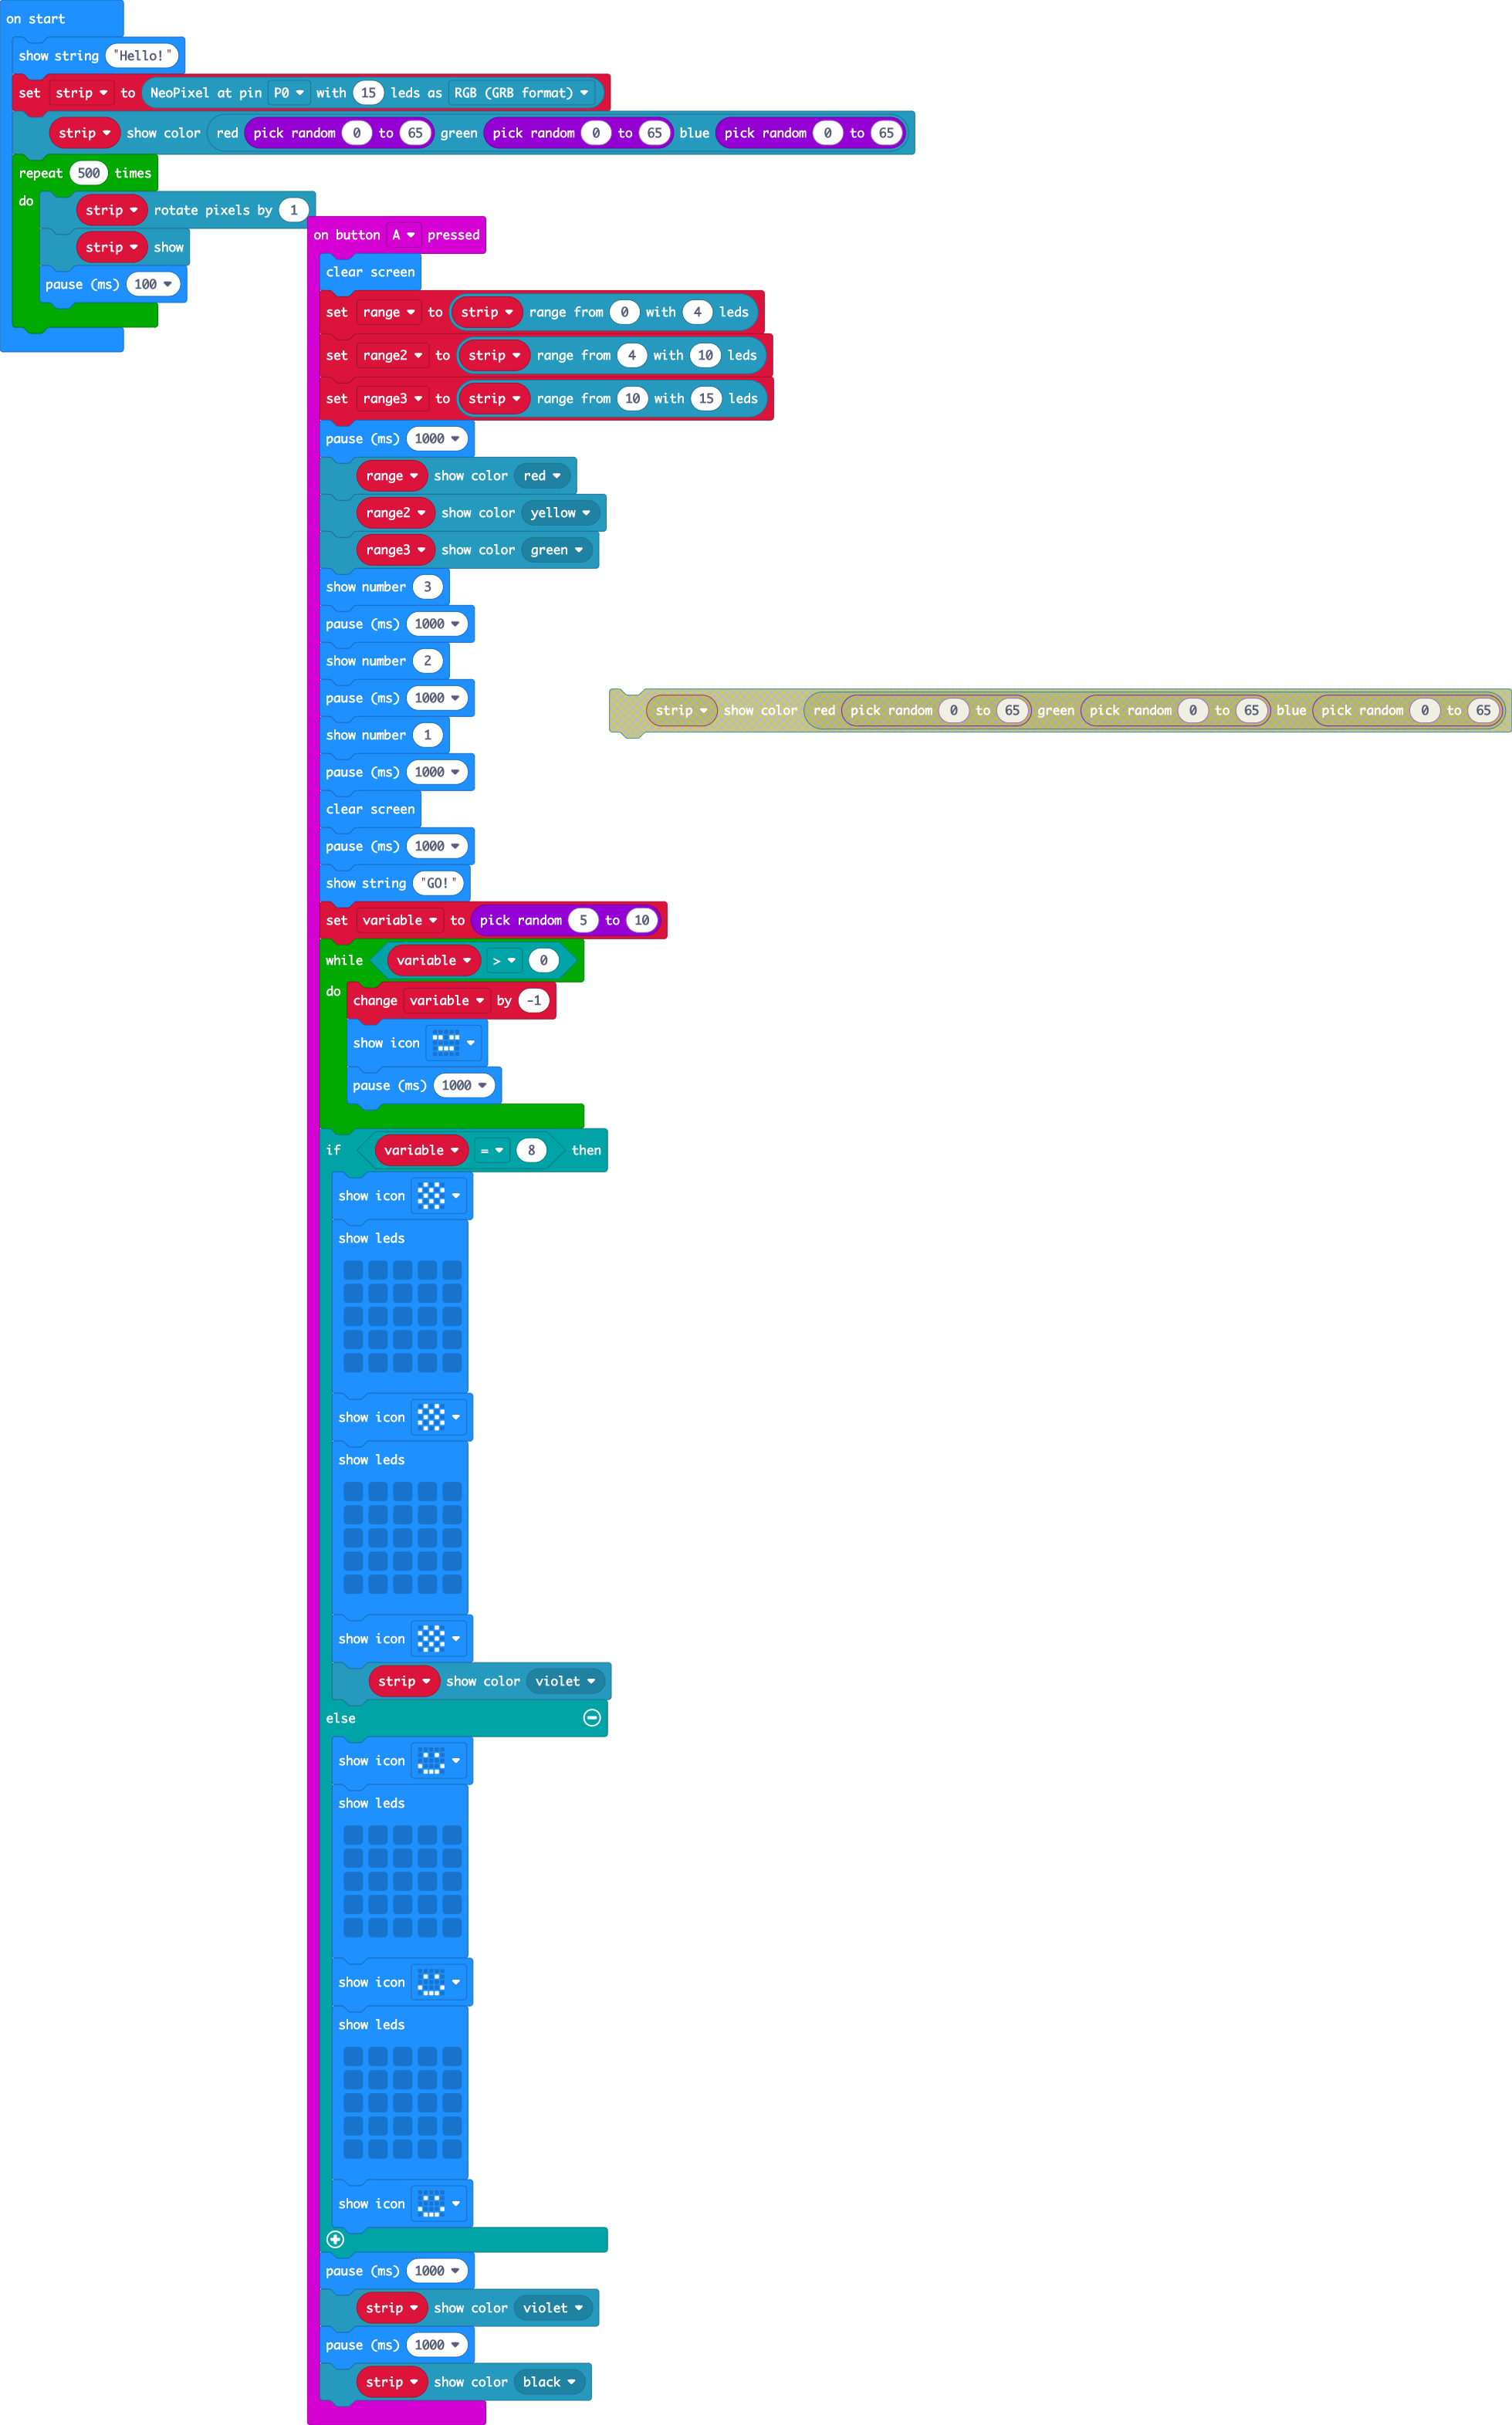 on start
show string "Hello!"
set strip to NeoPixel at pin P0 with 15 leds as RGB (GRB format)
strip show color red pick random 0 to 65 green pick random 0 to 65 blue pick random 0 to 65
repeat 500 times
do
strip rotate pixels by 1
strip show
pause (ms) 100
on button A pressed
clear screen
set range to strip range from 0 with 4 leds
set range2 to strip range from 4 with 10 leds
set range3 to strip range from 10 with 15 leds
pause (ms) 1000
range show color red
range2 show color yellow
range3 show color green
show number 3
pause (ms) 1000
show number 2
pause (ms) 1000
show number 1
pause (ms) 1000
clear screen
pause (ms) 1000
show string "GO!"
set variable to pick random 5 to 10
while variable > 0
do
change variable by -1
show icon
pause (ms) 1000
if variable = 8 then
show icon
show leds
show icon
show leds
show icon
strip show color violet
else
show icon
show leds
show icon
show leds
show icon
pause (ms) 1000
strip show color violet
pause (ms) 1000
strip show color black
strip show color red pick random 0 to 65 green pick random 0 to 65 blue pick random 0 to 65